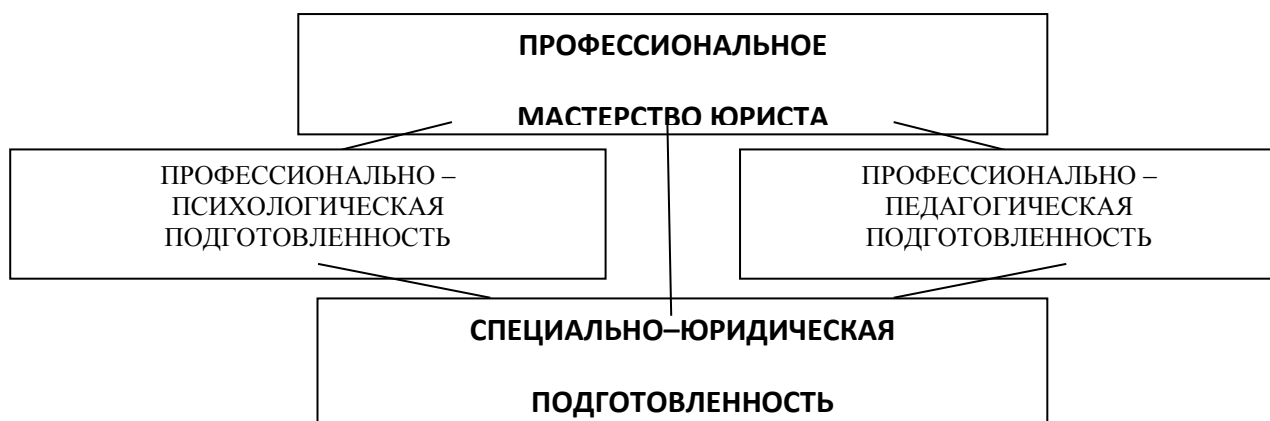 ПРОФЕССИОНАЛЬНОЕ
МАСТЕРСТВО ЮРИСТА
ПРОФЕССИОНАЛЬНО –
ПСИХОЛОГИЧЕСКАЯ
ПОДГОТОВЛЕННОСТЬ
ПРОФЕССИОНАЛЬНО –
ПЕДАГОГИЧЕСКАЯ
ПОДГОТОВЛЕННОСТЬ
СПЕЦИАЛЬНО–ЮРИДИЧЕСКАЯ
ПОДГОТОВЛЕННОСТЬ